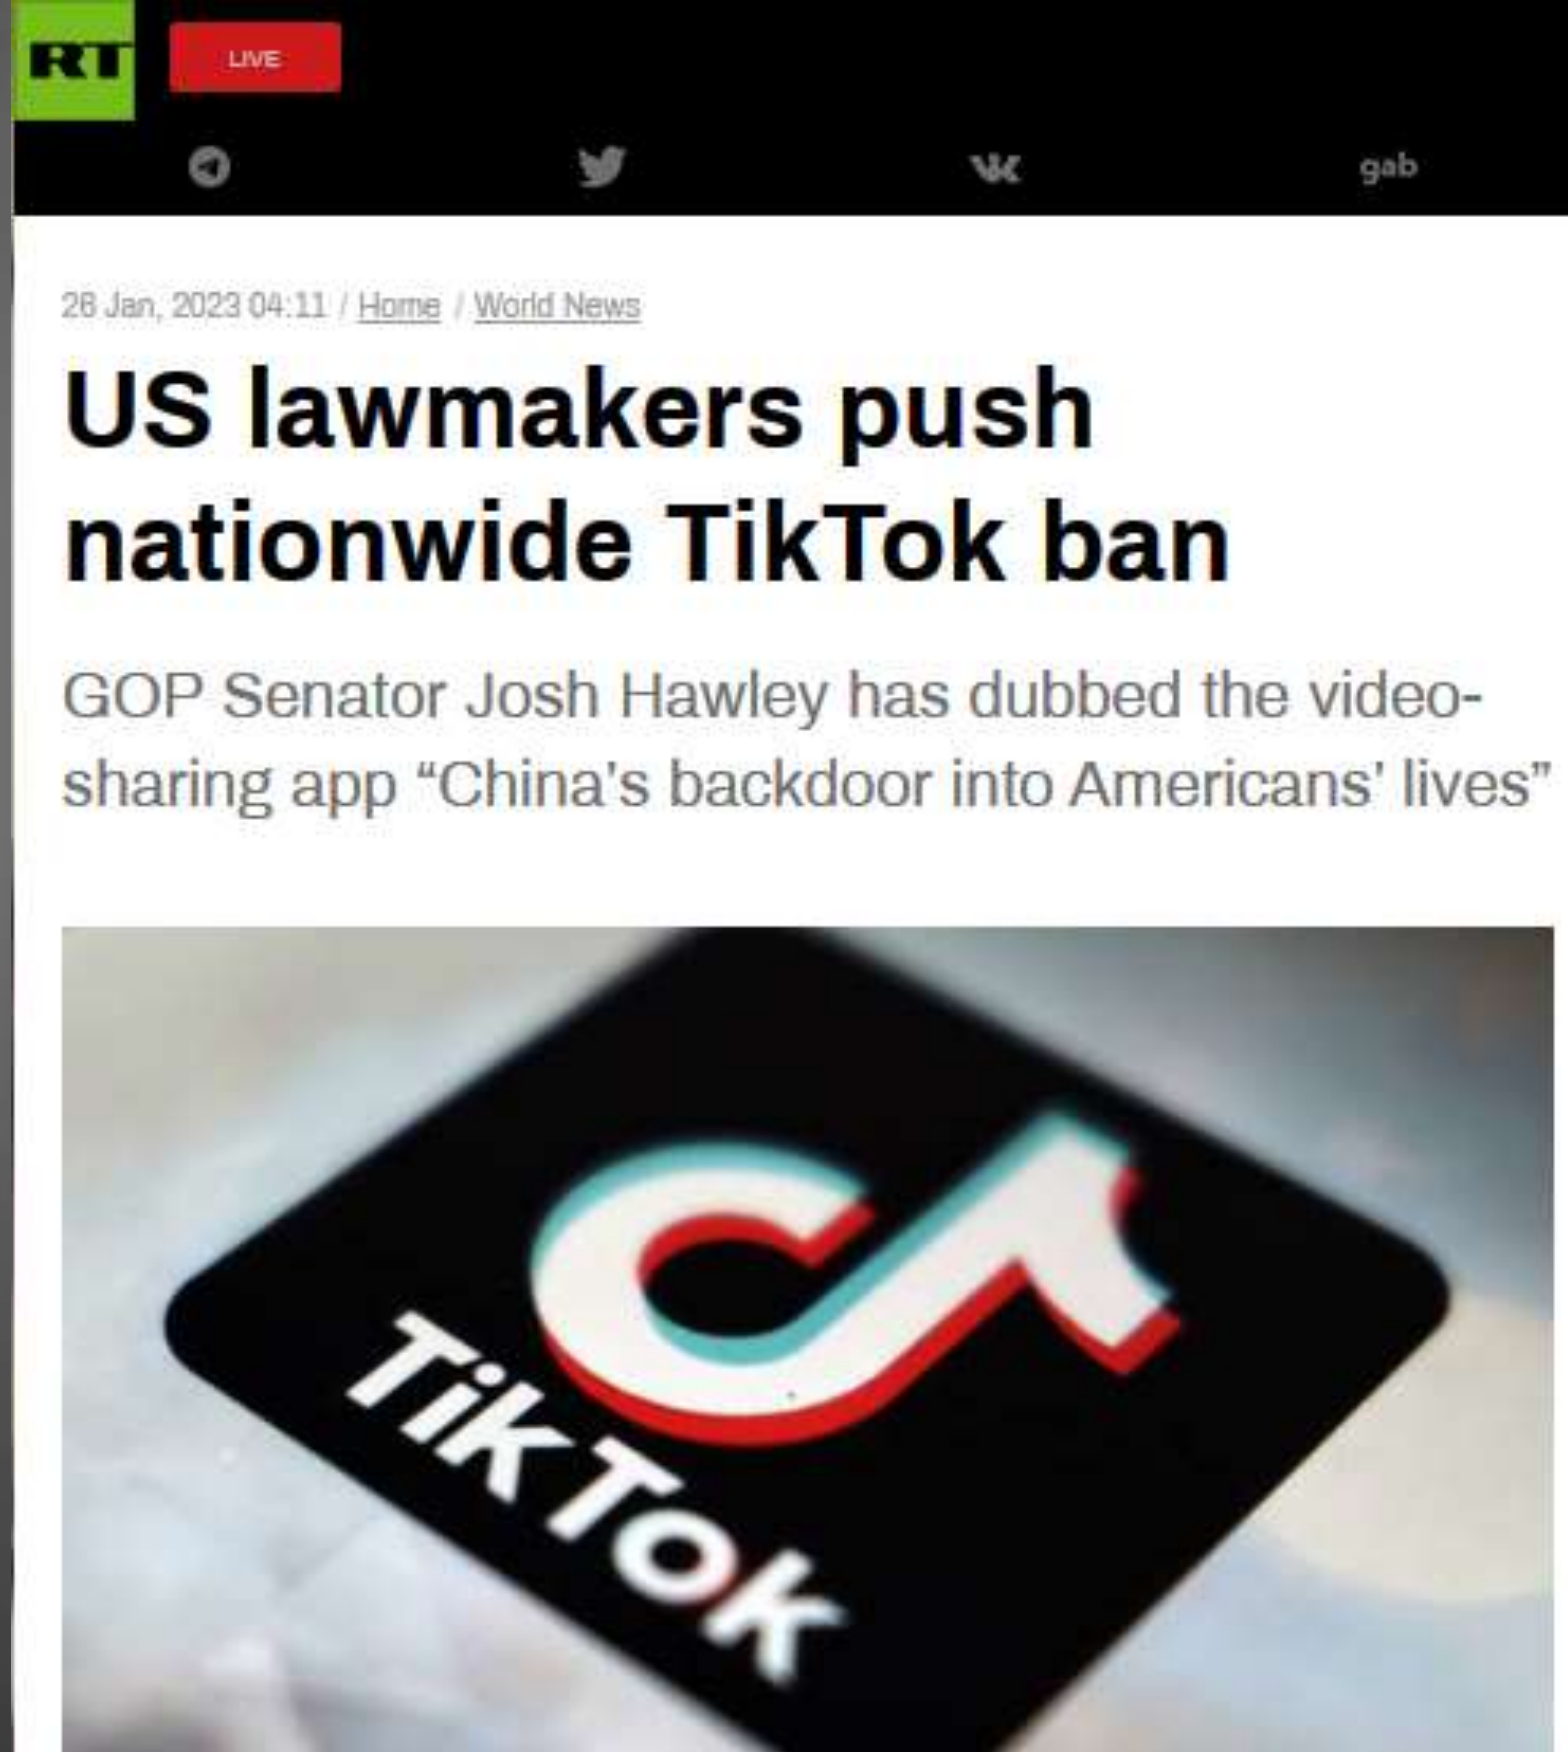 RT
LIVE
gab
26 Jan, 2023 04:11 / Home / World News
US lawmakers push
nationwide TikTok ban
GOP Senator Josh Hawley has dubbed the video-
sharing app “China's backdoor into Americans' lives”
TikTok